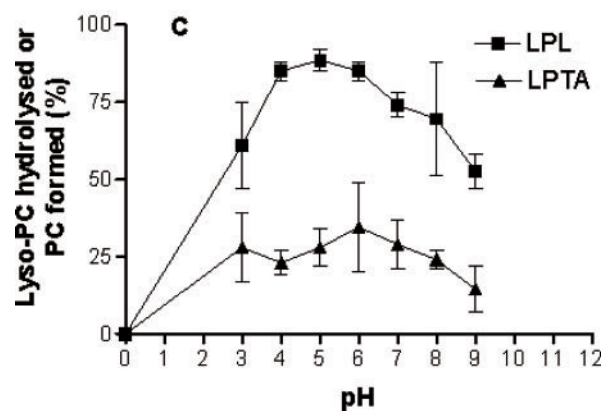 C
LPL
LPTA
Lyso-PC hydrolysed or
PC formed (%)
100
75
50
25
0
0 1 2 3 4 5 6 7 8 9 10 11 12
pH